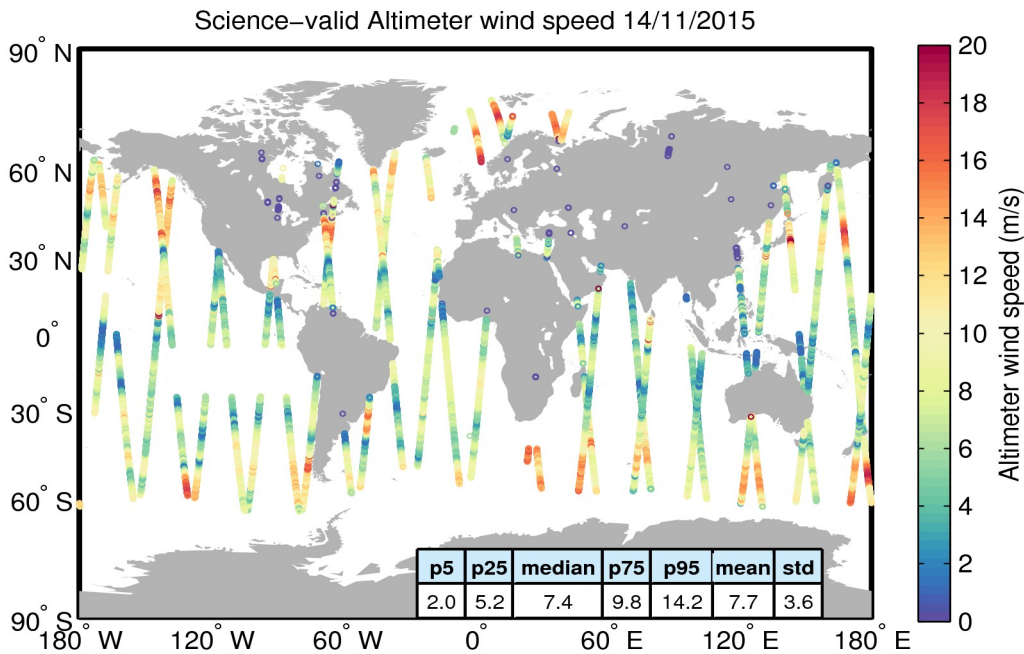 Science−valid Altimeter wind speed 14/11/2015
90° N
60° N
30° N
0°
30° S
60° S
90° S
180° W
120° W
60° W
0°
60° E
120° E
180° E
p5 p25 median p75 p95 mean std
2.0 5.2 7.4 9.8 14.2 7.7 3.6
20
18
16
14
12
10
8
6
4
2
0
Altimeter wind speed (m/s)